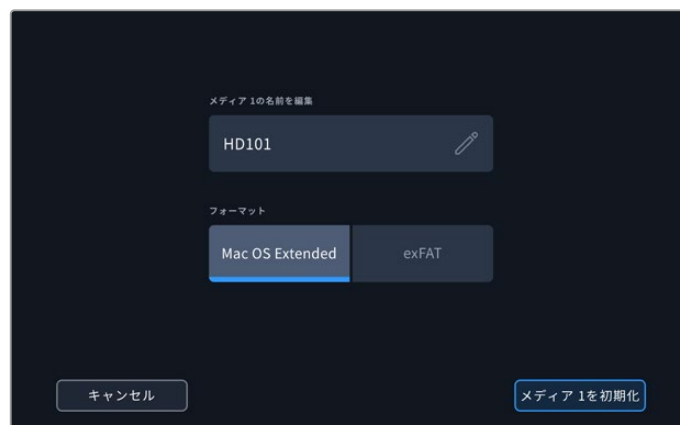 メディア 1の名前を編集
HD101
フォーマット
Mac OS Extended
exFAT
キャンセル
メディア 1を初期化